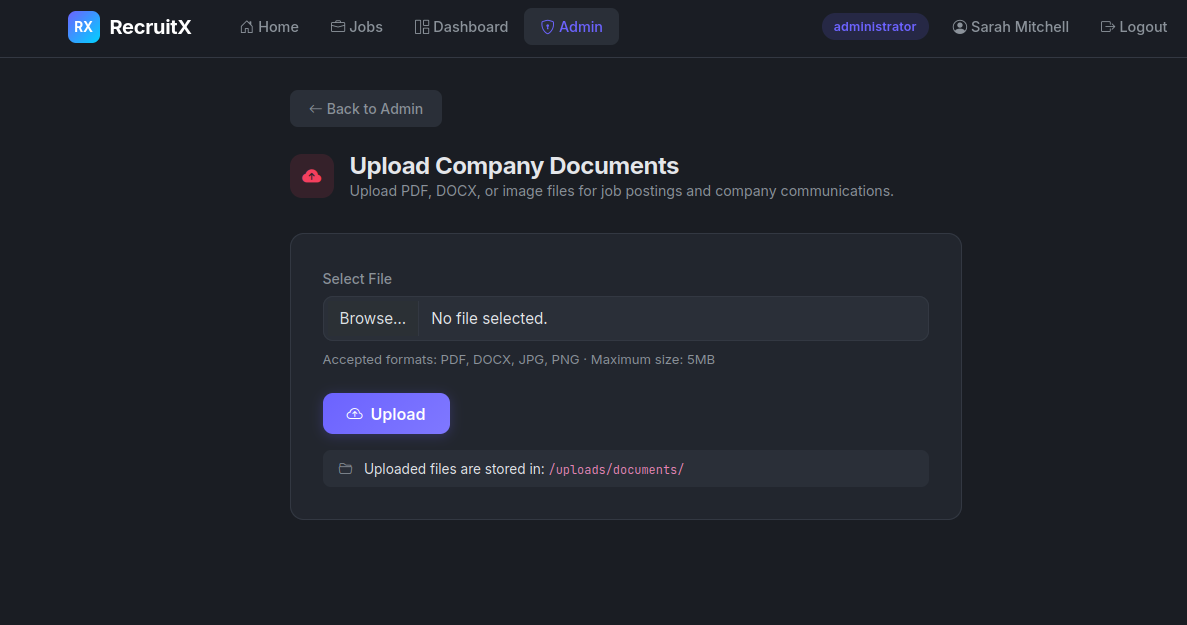 RX RecruitX Home Jobs Dashboard Admin administrator Sarah Mitchell Logout
← Back to Admin
Upload Company Documents
Upload PDF, DOCX, or image files for job postings and company communications.
Select File
Browse... No file selected.
Accepted formats: PDF, DOCX, JPG, PNG · Maximum size: 5MB
Upload
Uploaded files are stored in: /uploads/documents/